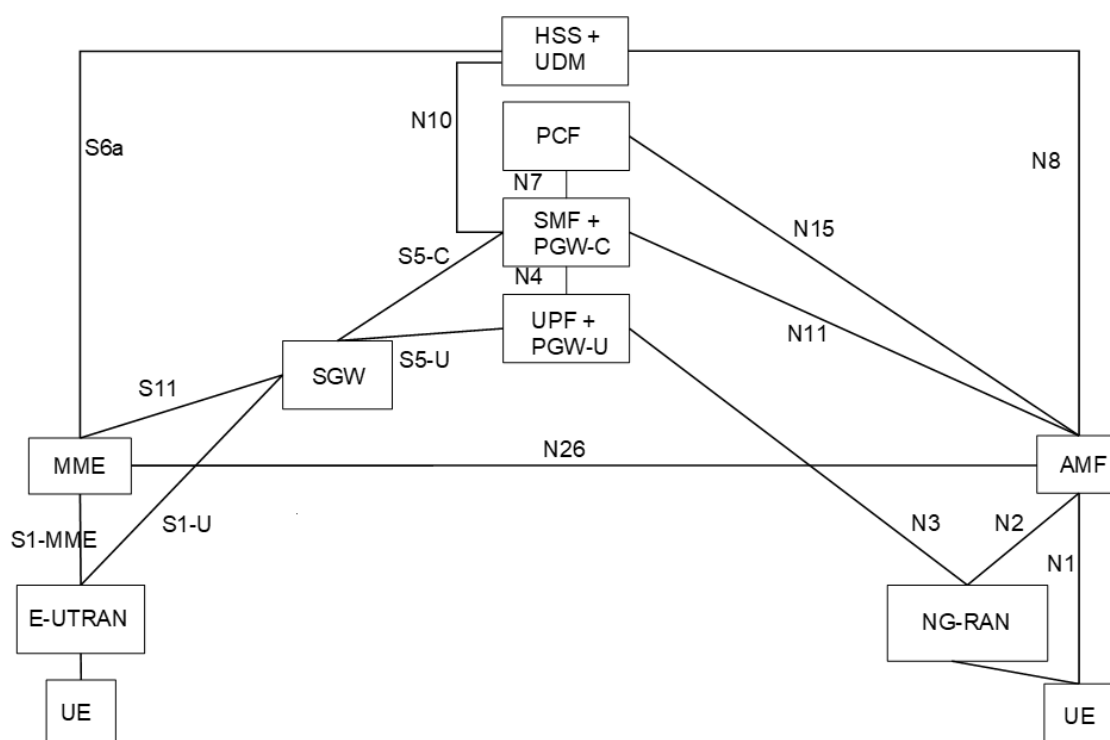 HSS +
UDM
N10
PCF
S6a
N8
N7
SMF +
PGW-C
N15
S5-C
N4
UPF +
PGW-U
N11
S5-U
SGW
S11
N26
MME
AMF
S1-U
N3
N2
S1-MME
N1
E-UTRAN
NG-RAN
UE
UE